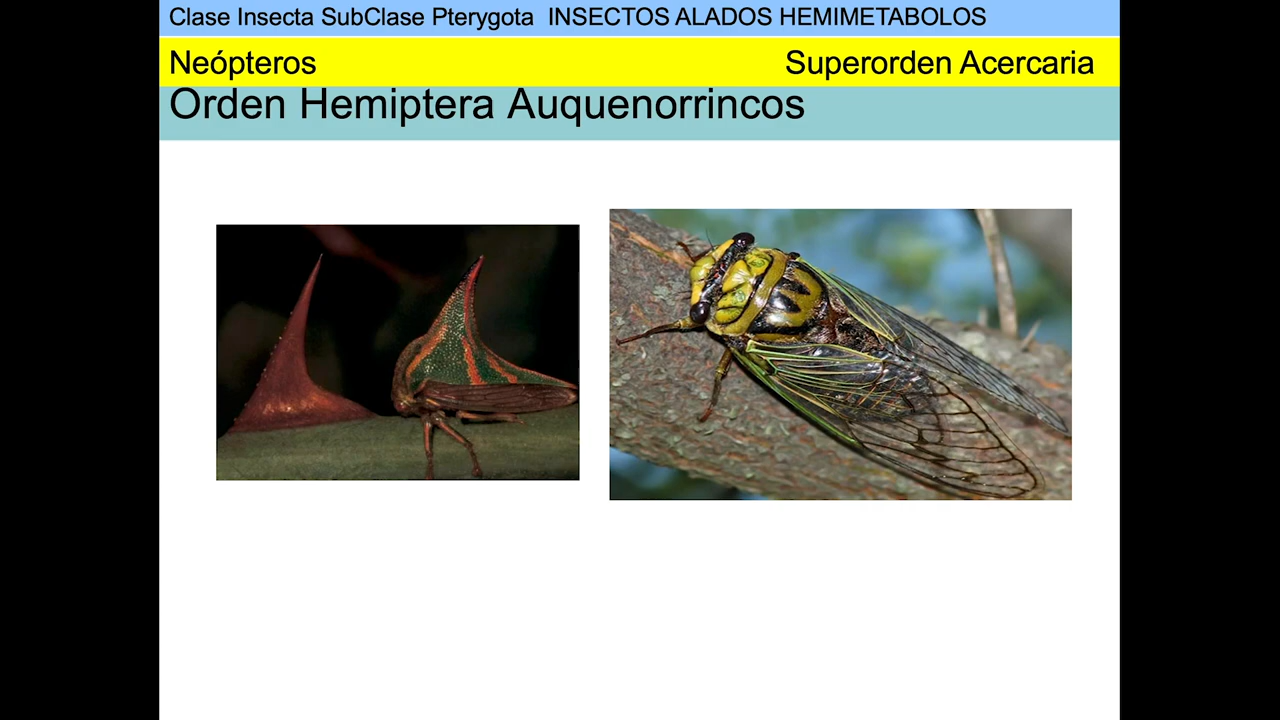 Clase Insecta SubClase Pterygota INSECTOS ALADOS HEMIMETABOLOS
Neópteros Superorden Acercaria
Orden Hemiptera Auquenorrincos